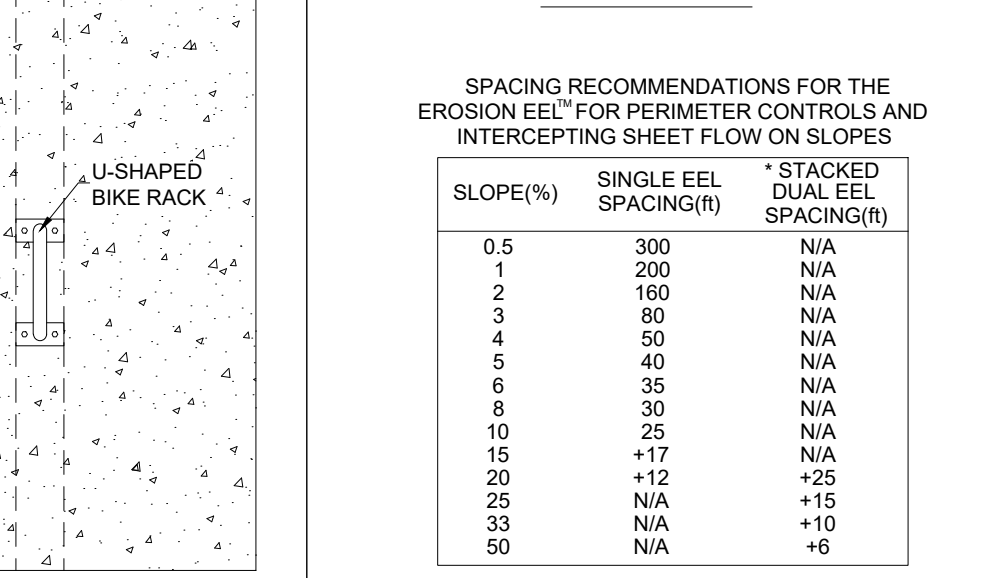 U-SHAPED
BIKE RACK
SPACING RECOMMENDATIONS FOR THE
EROSION EEL™ FOR PERIMETER CONTROLS AND
INTERCEPTING SHEET FLOW ON SLOPES
SLOPE(%) SINGLE EEL SPACING(ft) * STACKED DUAL EEL SPACING(ft)
0.5 300 N/A
1 200 N/A
2 160 N/A
3 80 N/A
4 50 N/A
5 40 N/A
6 35 N/A
8 30 N/A
10 25 N/A
15 +17 N/A
20 +12 +25
25 N/A +15
33 N/A +10
50 N/A +6